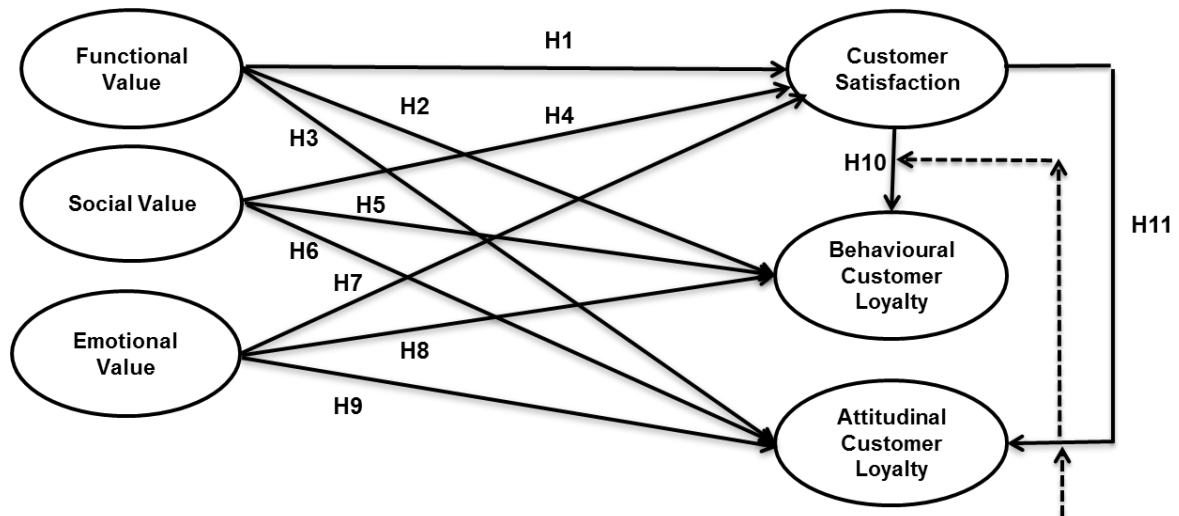 Functional
Value
H1
Customer
Satisfaction
H2
H3
H4
H10
Social Value
H5
H6
H11
Behavioural
Customer
Loyalty
H7
Emotional
Value
H8
H9
Attitudinal
Customer
Loyalty